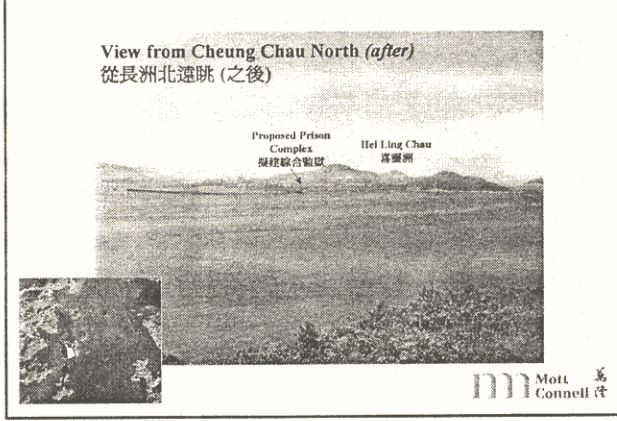 View from Cheung Chau North (after)
從長洲北遠眺 (之後)
Proposed Prison
Complex
擬建綜合監獄
Hei Ling Chau
喜靈洲
Mott
Connell